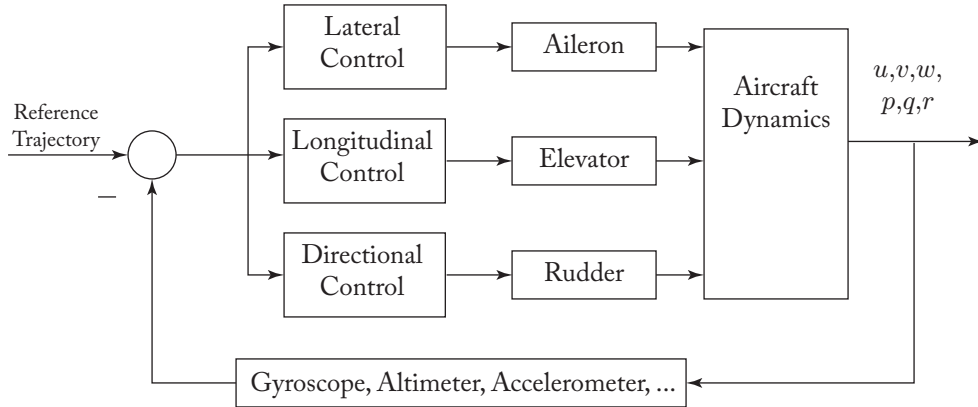 Reference
Trajectory
−
Lateral
Control
Aileron
Longitudinal
Control
Elevator
Directional
Control
Rudder
Aircraft
Dynamics
u,v,w,
p,q,r
Gyroscope, Altimeter, Accelerometer, ...